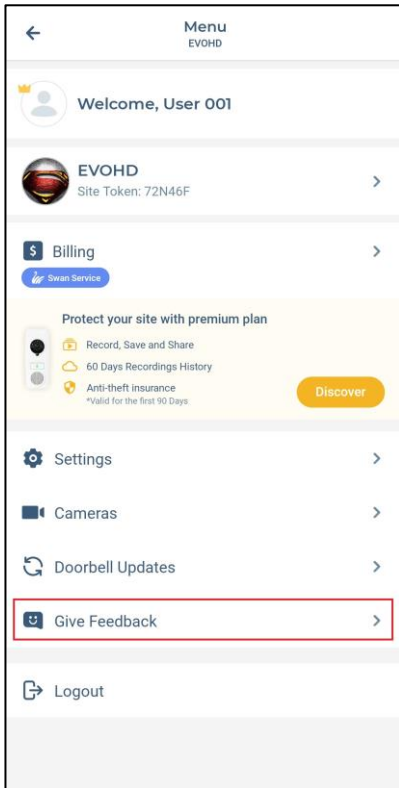 Menu
EVOHD
Welcome, User 001
EVOHD
Site Token: 72N46F
Billing
Swan Service
Protect your site with premium plan
Record, Save and Share
60 Days Recordings History
Anti-theft insurance
*Valid for the first 90 Days
Discover
Settings
Cameras
Doorbell Updates
Give Feedback
Logout